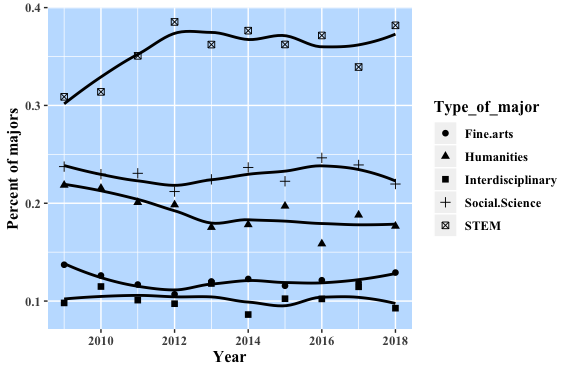 0.4
0.3
0.2
0.1
Percent of majors
2010 2012 2014 2016 2018
Year
Type_of_major
Fine.arts
Humanities
Interdisciplinary
Social.Science
STEM